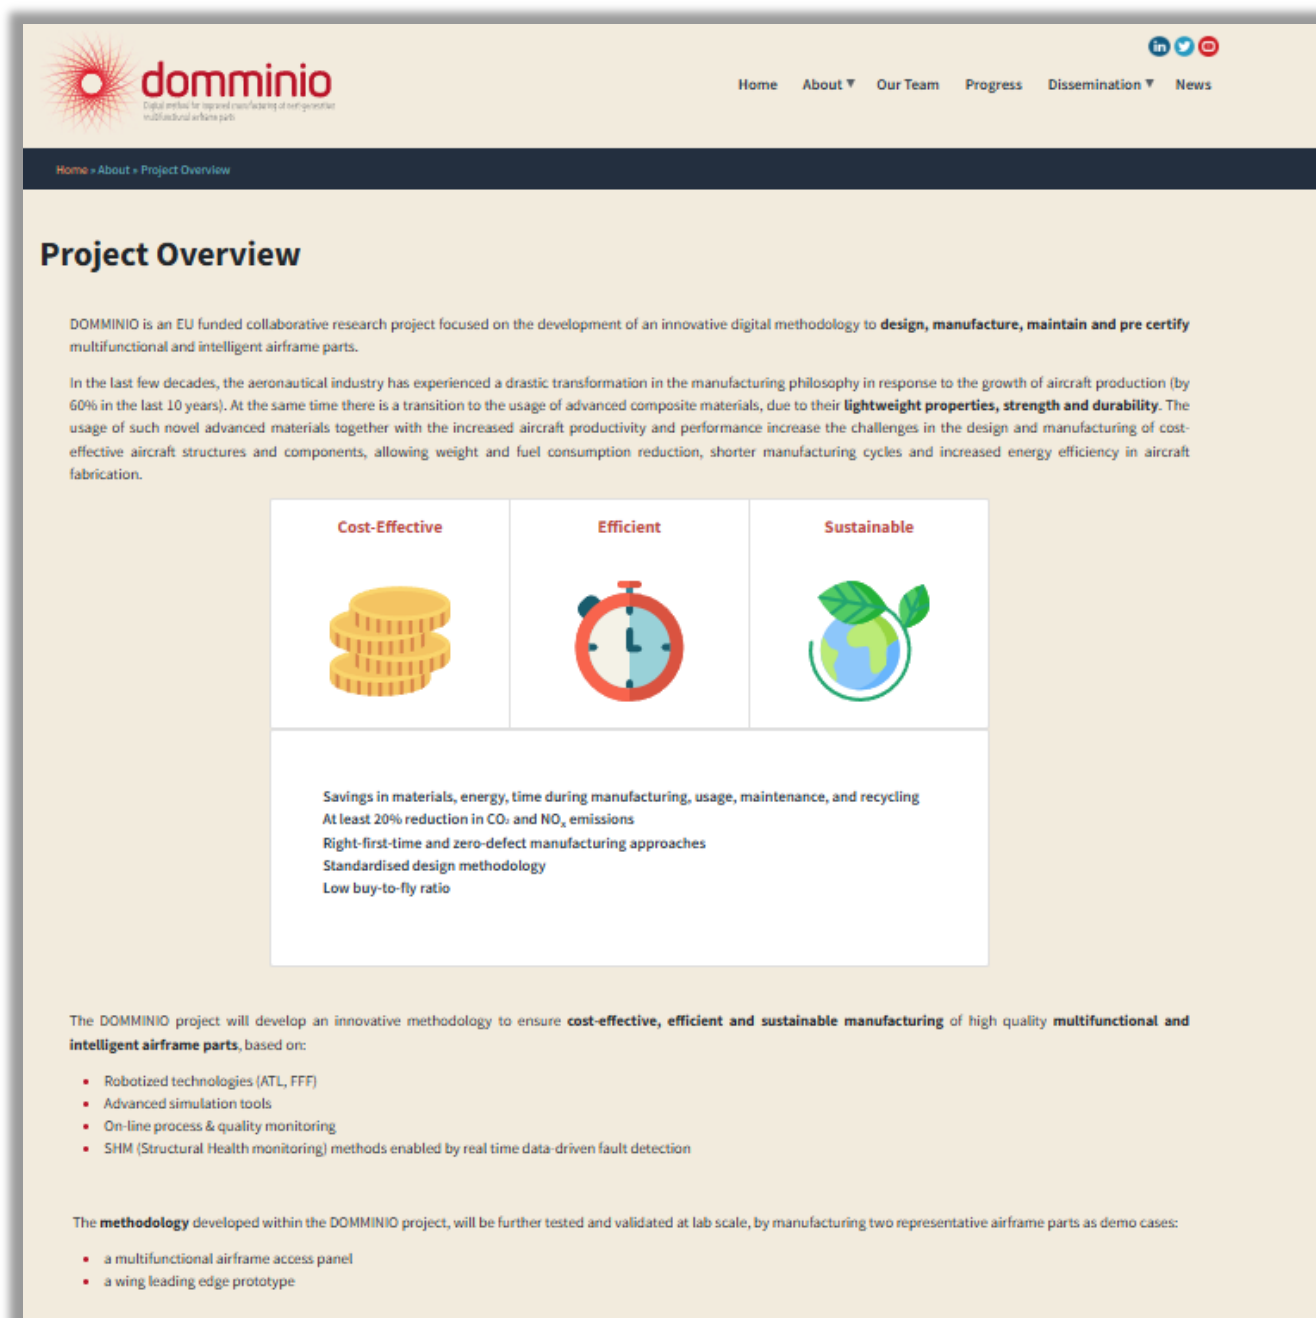 domminio
Digital method for improved manufacturing of next-generation
multifunctional airframe parts
Home About ▼ Our Team Progress Dissemination ▼ News
Home » About » Project Overview
Project Overview
DOMMINIO is an EU funded collaborative research project focused on the development of an innovative digital methodology to design, manufacture, maintain and pre certify
multifunctional and intelligent airframe parts.
In the last few decades, the aeronautical industry has experienced a drastic transformation in the manufacturing philosophy in response to the growth of aircraft production (by
60% in the last 10 years). At the same time there is a transition to the usage of advanced composite materials, due to their lightweight properties, strength and durability. The
usage of such novel advanced materials together with the increased aircraft productivity and performance increase the challenges in the design and manufacturing of cost-
effective aircraft structures and components, allowing weight and fuel consumption reduction, shorter manufacturing cycles and increased energy efficiency in aircraft
fabrication.
Cost-Effective Efficient Sustainable
Savings in materials, energy, time during manufacturing, usage, maintenance, and recycling
At least 20% reduction in CO₂ and NOₓ emissions
Right-first-time and zero-defect manufacturing approaches
Standardised design methodology
Low buy-to-fly ratio
The DOMMINIO project will develop an innovative methodology to ensure cost-effective, efficient and sustainable manufacturing of high quality multifunctional and
intelligent airframe parts, based on:
• Robotized technologies (ATL, FFF)
• Advanced simulation tools
• On-line process & quality monitoring
• SHM (Structural Health monitoring) methods enabled by real time data-driven fault detection
The methodology developed within the DOMMINIO project, will be further tested and validated at lab scale, by manufacturing two representative airframe parts as demo cases:
• a multifunctional airframe access panel
• a wing leading edge prototype